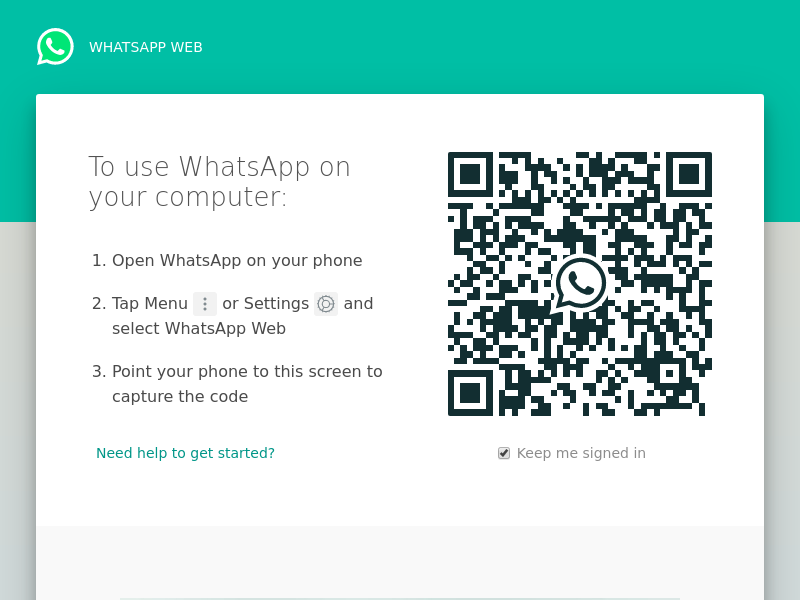 WHATSAPP WEB
To use WhatsApp on
your computer:
1. Open WhatsApp on your phone
2. Tap Menu or Settings and
select WhatsApp Web
3. Point your phone to this screen to
capture the code
Need help to get started?
Keep me signed in